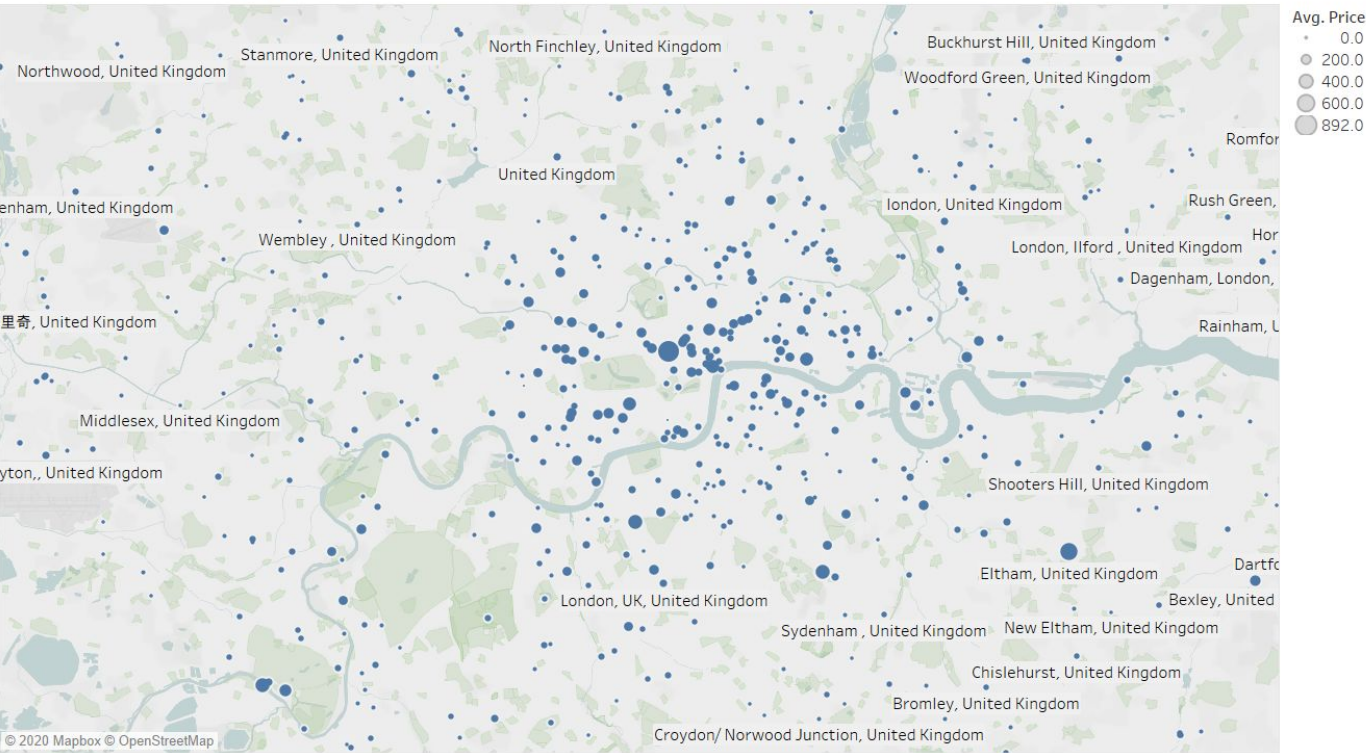 Avg. Price
0.0
200.0
400.0
600.0
892.0
Stanmore, United Kingdom
North Finchley, United Kingdom
Buckhurst Hill, United Kingdom
Northwood, United Kingdom
Woodford Green, United Kingdom
Romfor
United Kingdom
enham, United Kingdom
london, United Kingdom
Rush Green,
Wembley , United Kingdom
Hor
London, Ilford , United Kingdom
Dagenham, London,
里奇, United Kingdom
Rainham, U
Middlesex, United Kingdom
yton,, United Kingdom
Shooters Hill, United Kingdom
Dartfo
Eltham, United Kingdom
London, UK, United Kingdom
Bexley, United
Sydenham , United Kingdom
New Eltham, United Kingdom
Chislehurst, United Kingdom
Bromley, United Kingdom
Croydon/ Norwood Junction, United Kingdom
© 2020 Mapbox © OpenStreetMap